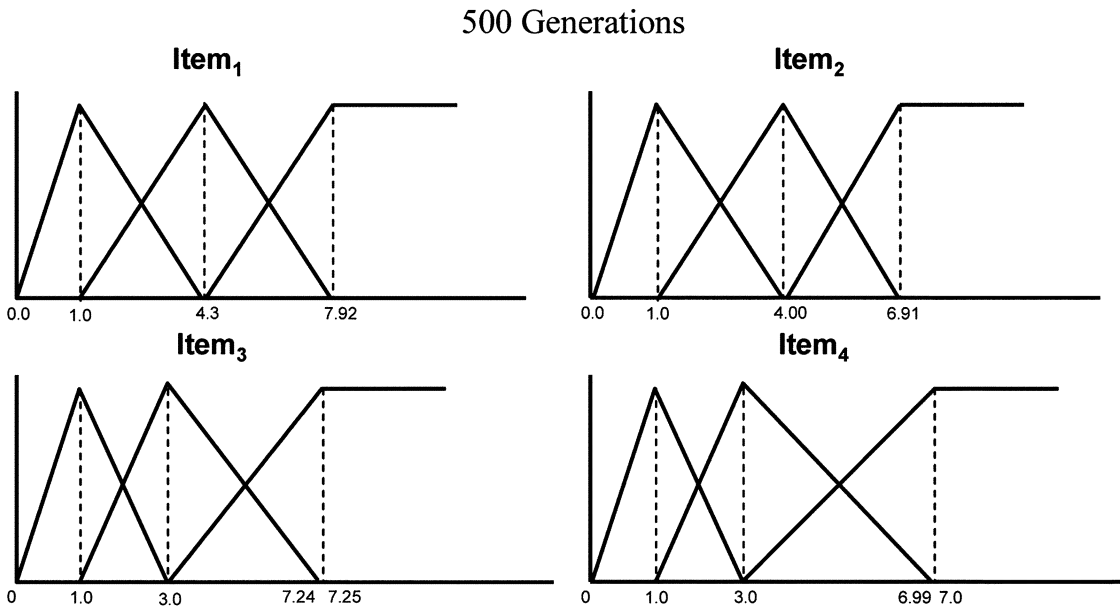 500 Generations
Item1
Item2
0.0 1.0 4.3 7.92
0.0 1.0 4.00 6.91
Item3
Item4
0 1.0 3.0 7.24 7.25
0 1.0 3.0 6.99 7.0